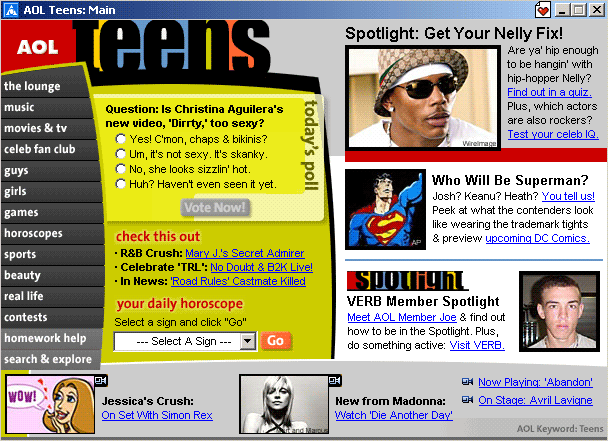 AOL Teens: Main
AOL
teens
the lounge
music
movies & tv
celeb fan club
guys
girls
games
horoscopes
sports
beauty
real life
contests
homework help
search & explore
Question: Is Christina Aguilera's
new video, 'Dirrty,' too sexy?
Yes! C'mon, chaps & bikinis?
Um, it's not sexy. It's skanky.
No, she looks sizzlin' hot.
Huh? Haven't even seen it yet.
Vote Now!
today's poll
check this out
· R&B Crush: Mary J.'s Secret Admirer
· Celebrate 'TRL': No Doubt & B2K Live!
· In News: 'Road Rules' Castmate Killed
your daily horoscope
Select a sign and click "Go"
--- Select A Sign ---
Go
Spotlight: Get Your Nelly Fix!
Are ya' hip enough
to be hangin' with
hip-hopper Nelly?
Find out in a quiz.
Plus, which actors
are also rockers?
Test your celeb IQ.
WireImage
Who Will Be Superman?
Josh? Keanu? Heath? You tell us!
Peek at what the contenders look
like wearing the trademark tights
& preview upcoming DC Comics.
AP
spotlight
VERB Member Spotlight
Meet AOL Member Joe & find out
how to be in the Spotlight. Plus,
do something active: Visit VERB.
WOW!
Jessica's Crush:
On Set With Simon Rex
New from Madonna:
Watch 'Die Another Day'
Now Playing: 'Abandon'
On Stage: Avril Lavigne
AOL Keyword: Teens